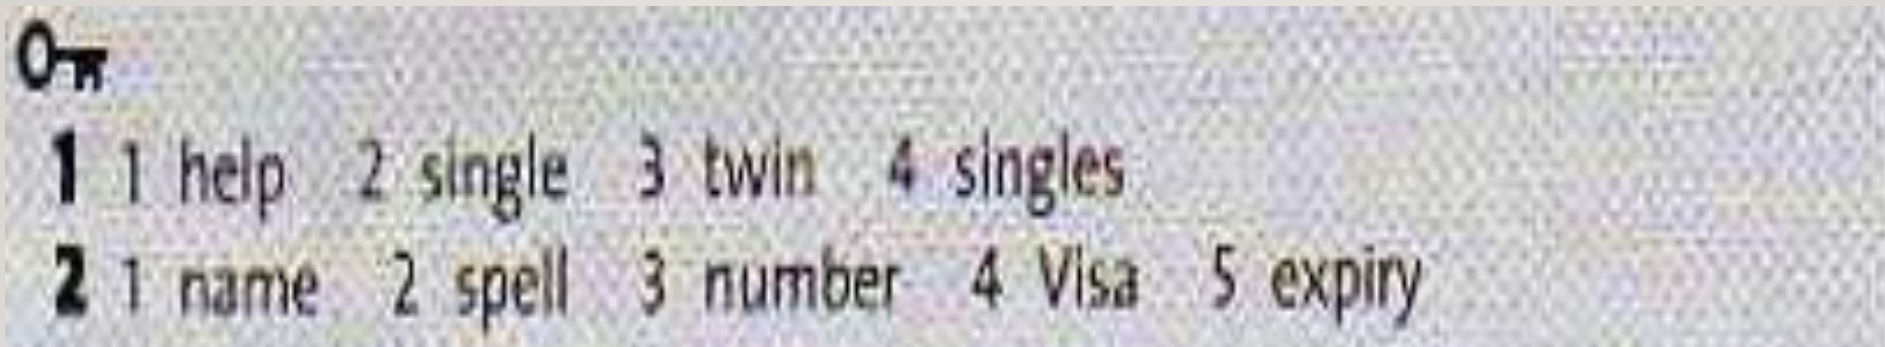 1 1 help 2 single 3 twin 4 singles
2 1 name 2 spell 3 number 4 Visa 5 expiry